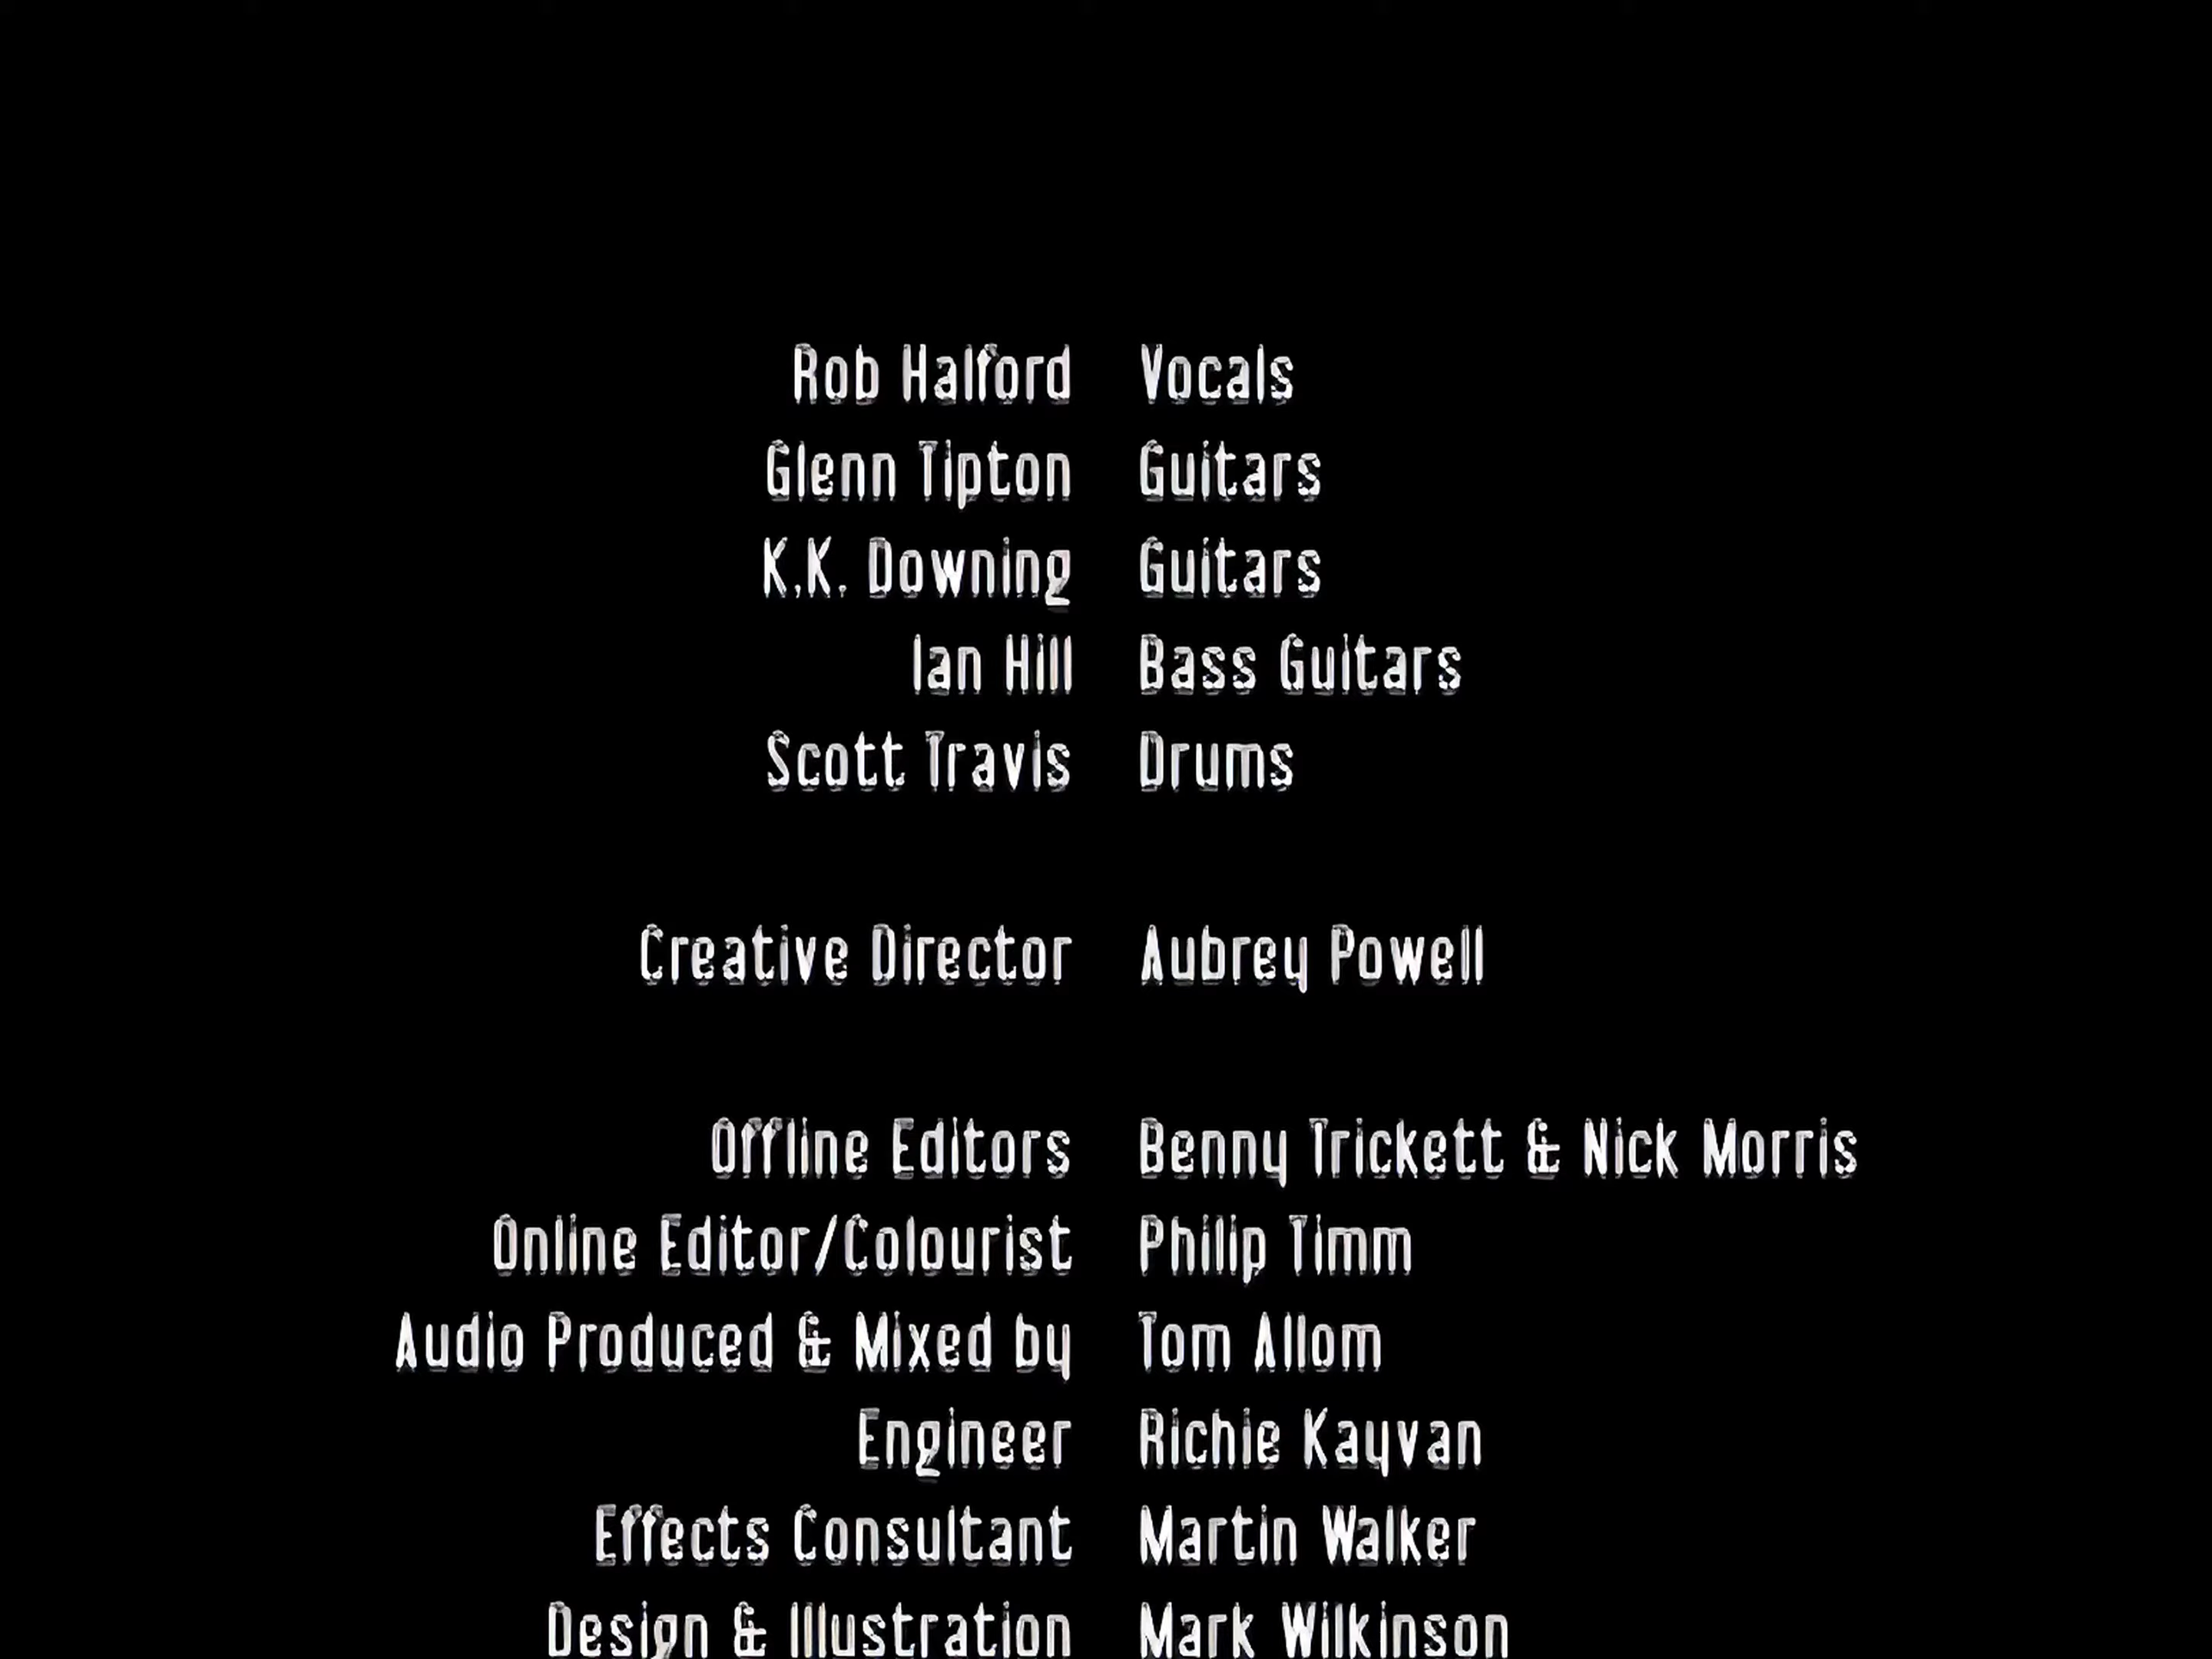 Rob Halford Vocals
Glenn Tipton Guitars
K.K. Downing Guitars
Ian Hill Bass Guitars
Scott Travis Drums
Creative Director Aubrey Powell
Offline Editors Benny Trickett & Nick Morris
Online Editor/Colourist Philip Timm
Audio Produced & Mixed by Tom Allom
Engineer Richie Kayvan
Effects Consultant Martin Walker
Design & Illustration Mark Wilkinson